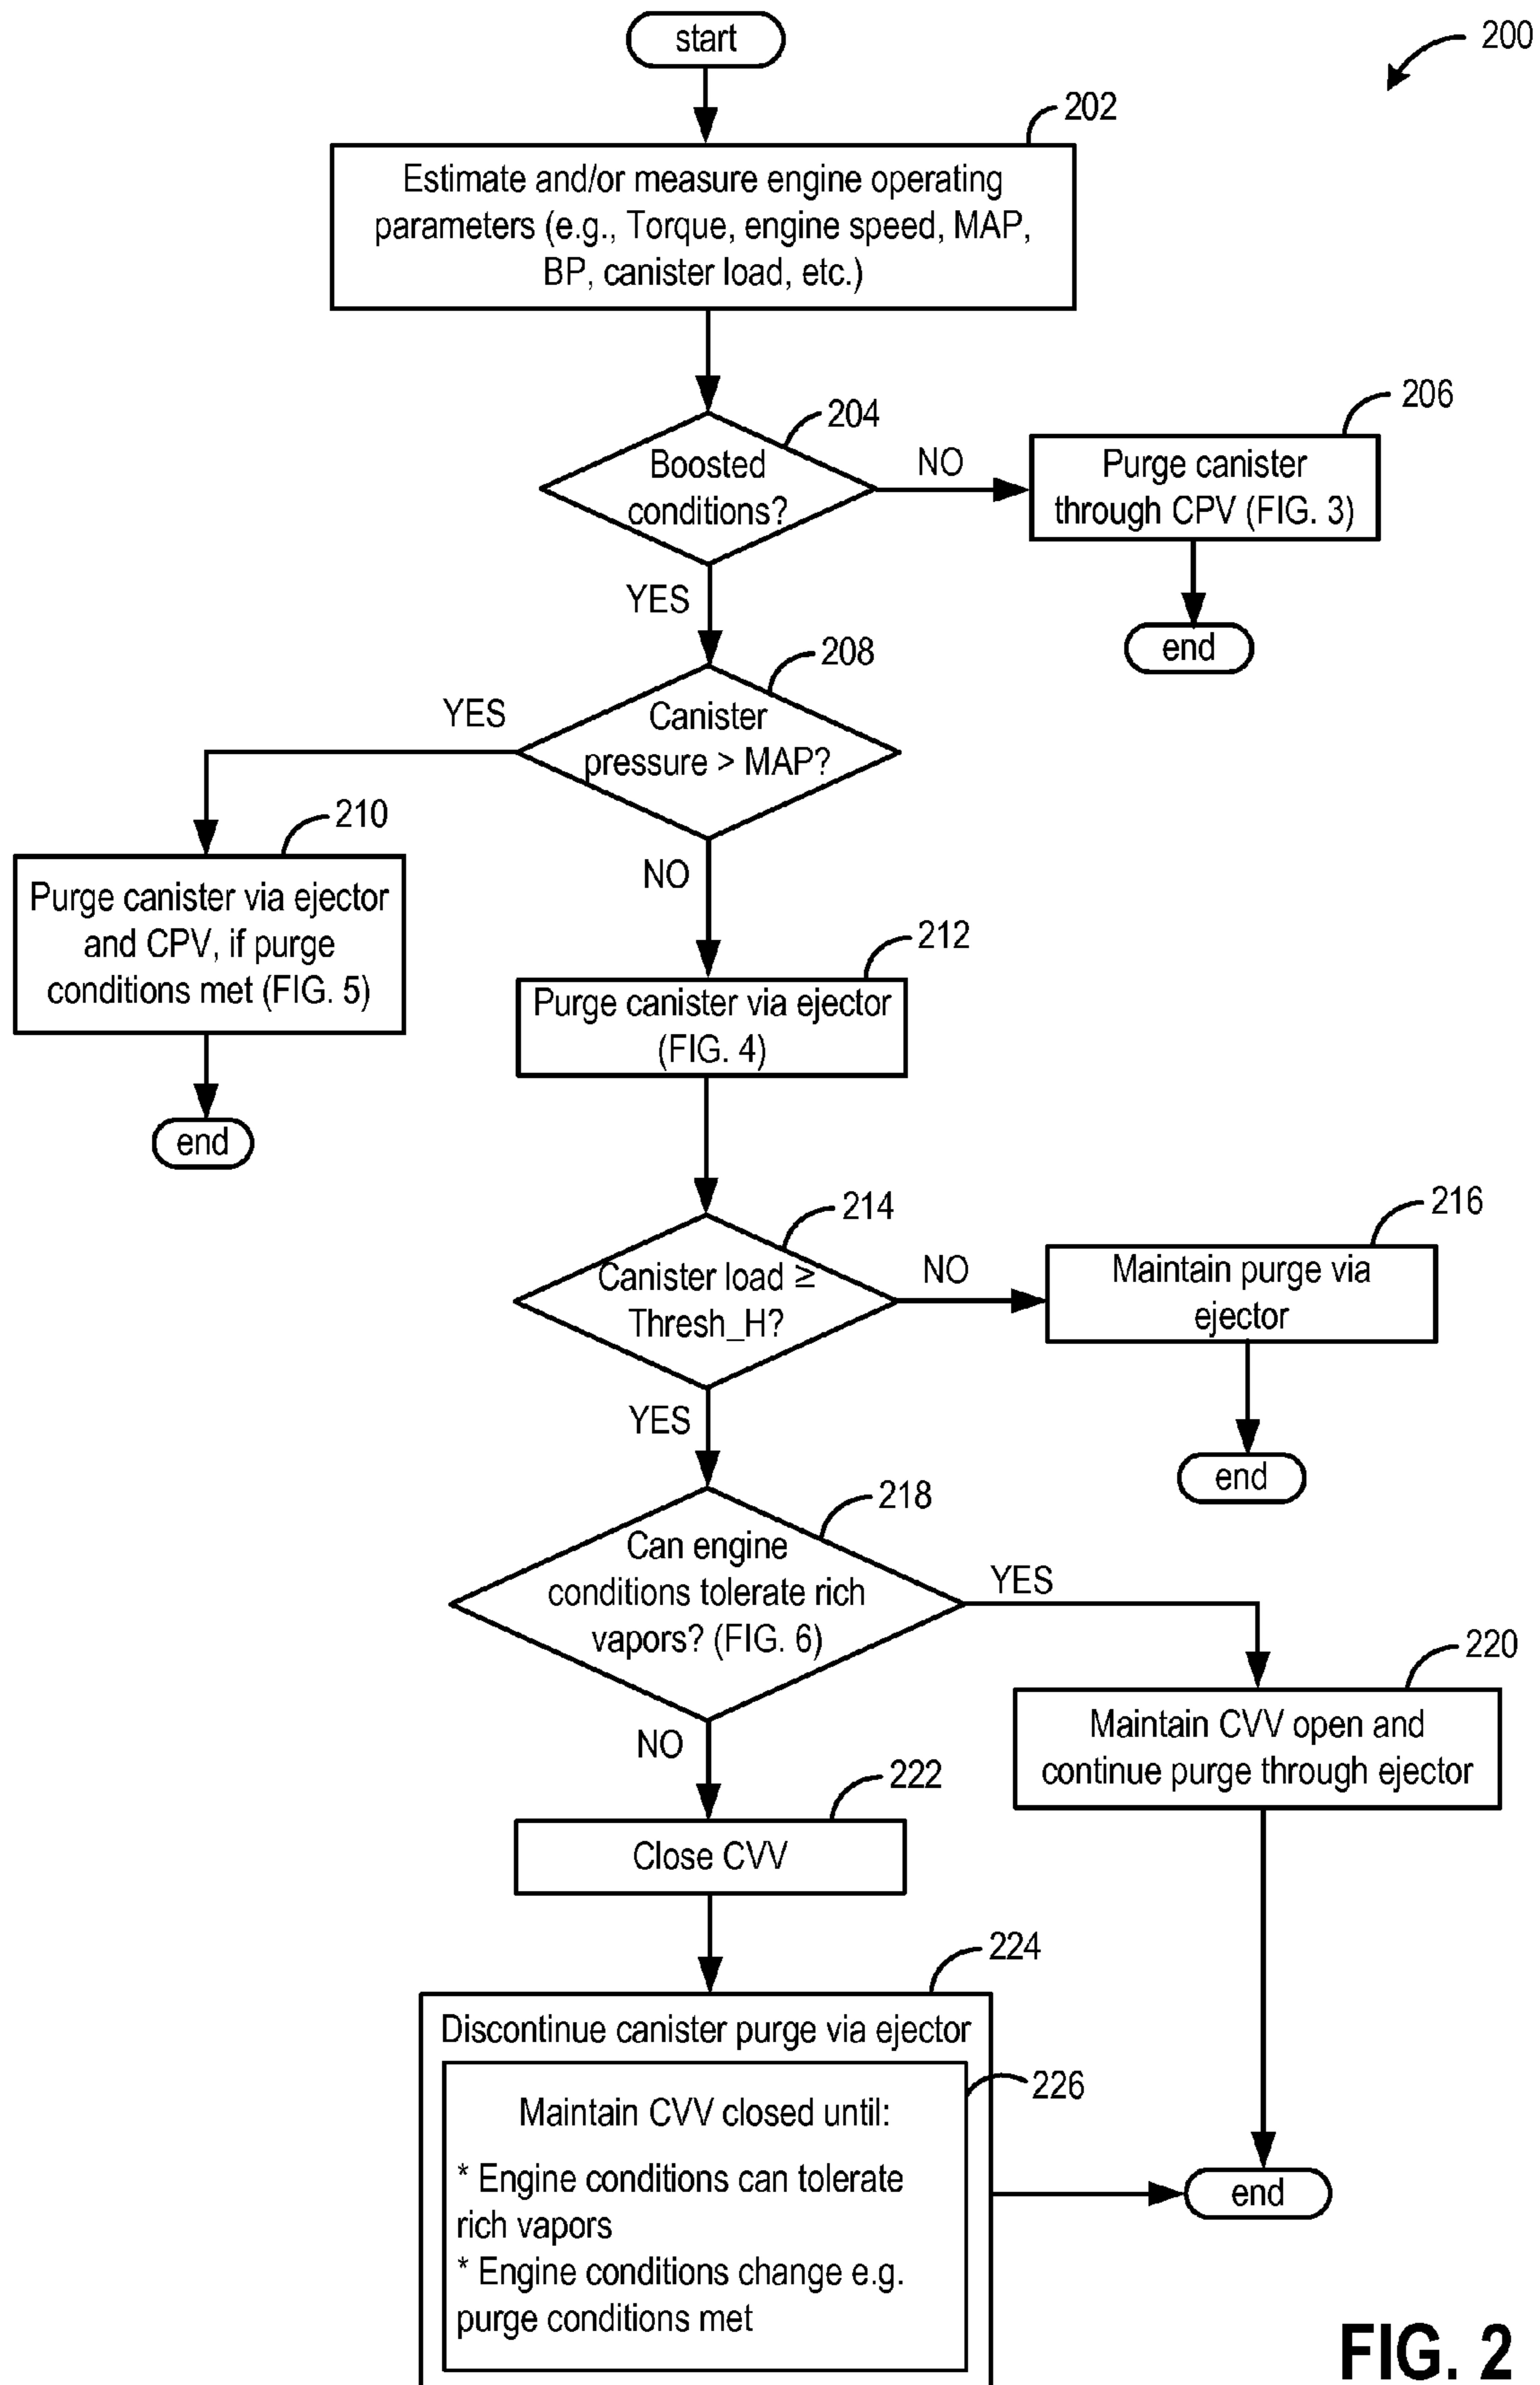 start
200
202
Estimate and/or measure engine operating
parameters (e.g., Torque, engine speed, MAP,
BP, canister load, etc.)
204
Boosted
conditions?
NO
206
Purge canister
through CPV (FIG. 3)
end
YES
208
Canister
pressure > MAP?
YES
210
Purge canister via ejector
and CPV, if purge
conditions met (FIG. 5)
end
NO
212
Purge canister via ejector
(FIG. 4)
214
Canister load ≥
Thresh_H?
NO
216
Maintain purge via
ejector
end
YES
218
Can engine
conditions tolerate rich
vapors? (FIG. 6)
YES
220
Maintain CVV open and
continue purge through ejector
NO
222
Close CVV
224
Discontinue canister purge via ejector
226
Maintain CVV closed until:
* Engine conditions can tolerate
rich vapors
* Engine conditions change e.g.
purge conditions met
end
FIG. 2